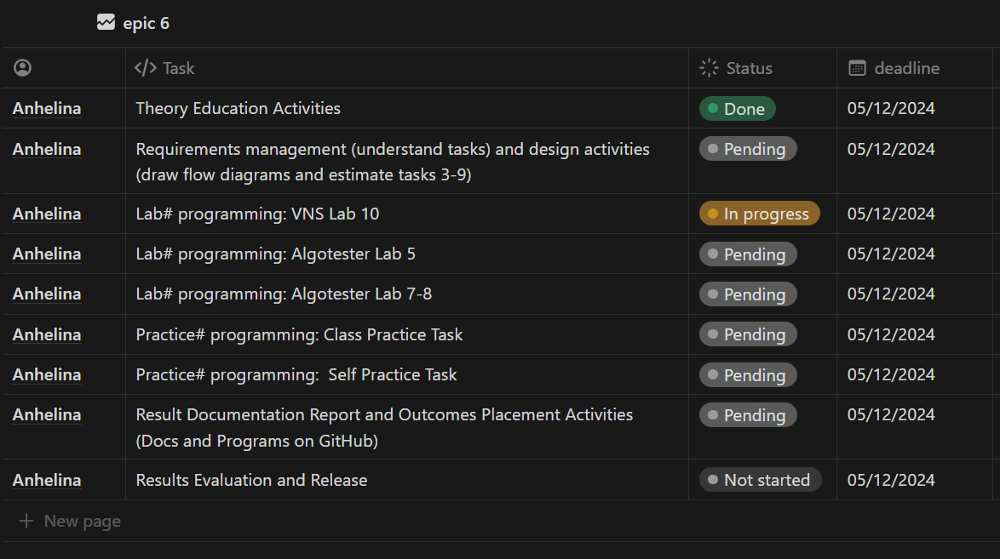 epic 6
Task Status deadline
Anhelina Theory Education Activities Done 05/12/2024
Anhelina Requirements management (understand tasks) and design activities Pending 05/12/2024
(draw flow diagrams and estimate tasks 3-9)
Anhelina Lab# programming: VNS Lab 10 In progress 05/12/2024
Anhelina Lab# programming: Algotester Lab 5 Pending 05/12/2024
Anhelina Lab# programming: Algotester Lab 7-8 Pending 05/12/2024
Anhelina Practice# programming: Class Practice Task Pending 05/12/2024
Anhelina Practice# programming:  Self Practice Task Pending 05/12/2024
Anhelina Result Documentation Report and Outcomes Placement Activities Pending 05/12/2024
(Docs and Programs on GitHub)
Anhelina Results Evaluation and Release Not started 05/12/2024
+ New page